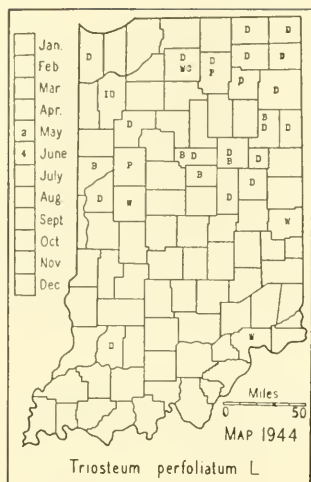 D D D
Jan. D D
Feb WC D D D
P P
Mar ID D
Apr. D B
2 May D D
4 June B P B D D B D
July B
Aug. D W D D
Sept W
Oct
Nov
Dec
D W
Miles
0 50
MAP 1944
Triosteum perfoliatum L